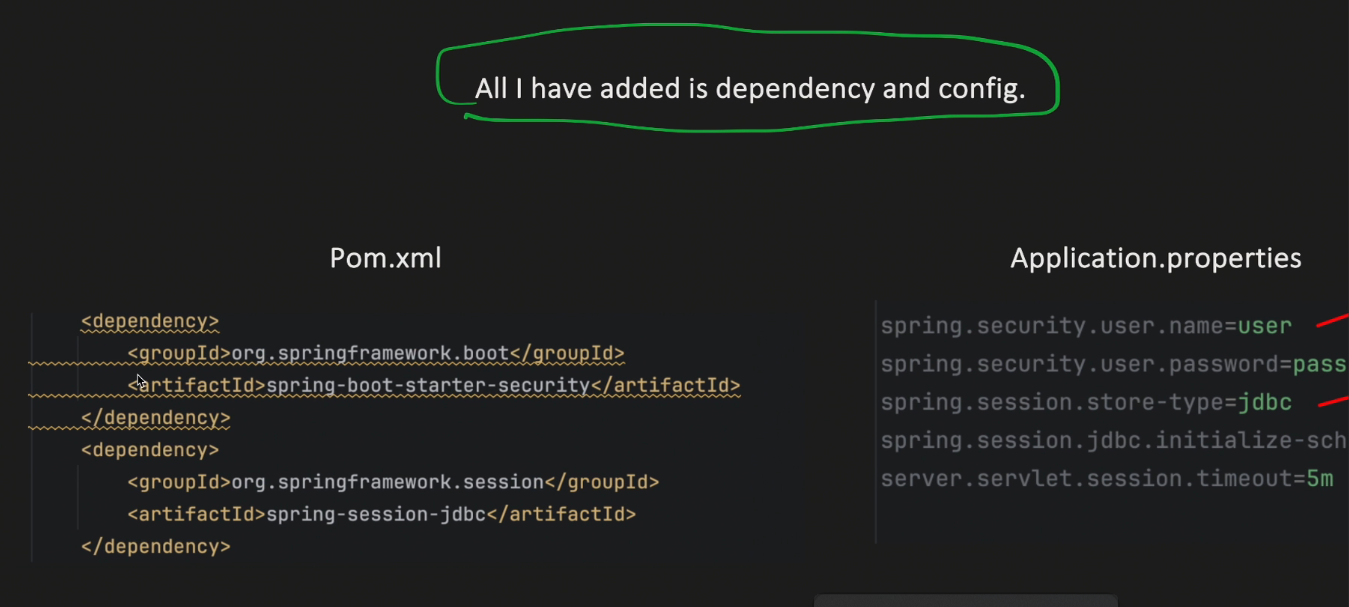 All I have added is dependency and config.
Pom.xml
<dependency>
<groupId>org.springframework.boot</groupId>
<artifactId>spring-boot-starter-security</artifactId>
</dependency>
<dependency>
<groupId>org.springframework.session</groupId>
<artifactId>spring-session-jdbc</artifactId>
</dependency>
Application.properties
spring.security.user.name=user
spring.security.user.password=pass
spring.session.store-type=jdbc
spring.session.jdbc.initialize-sch
server.servlet.session.timeout=5m